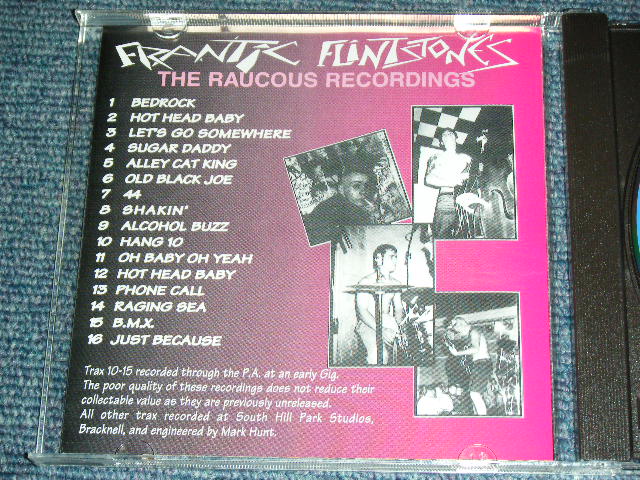 FRANTIC FLINTSTONES
THE RAUCOUS RECORDINGS
1 BEDROCK
2 HOT HEAD BABY
3 LET'S GO SOMEWHERE
4 SUGAR DADDY
5 ALLEY CAT KING
6 OLD BLACK JOE
7 44
8 SHAKIN'
9 ALCOHOL BUZZ
10 HANG 10
11 OH BABY OH YEAH
12 HOT HEAD BABY
13 PHONE CALL
14 RAGING SEA
15 B.M.X.
16 JUST BECAUSE
Trax 10-15 recorded through the P.A. at an early Gig.
The poor quality of these recordings does not reduce their
collectable value as they are previously unreleased.
All other trax recorded at South Hill Park Studios,
Bracknell, and engineered by Mark Hunt.